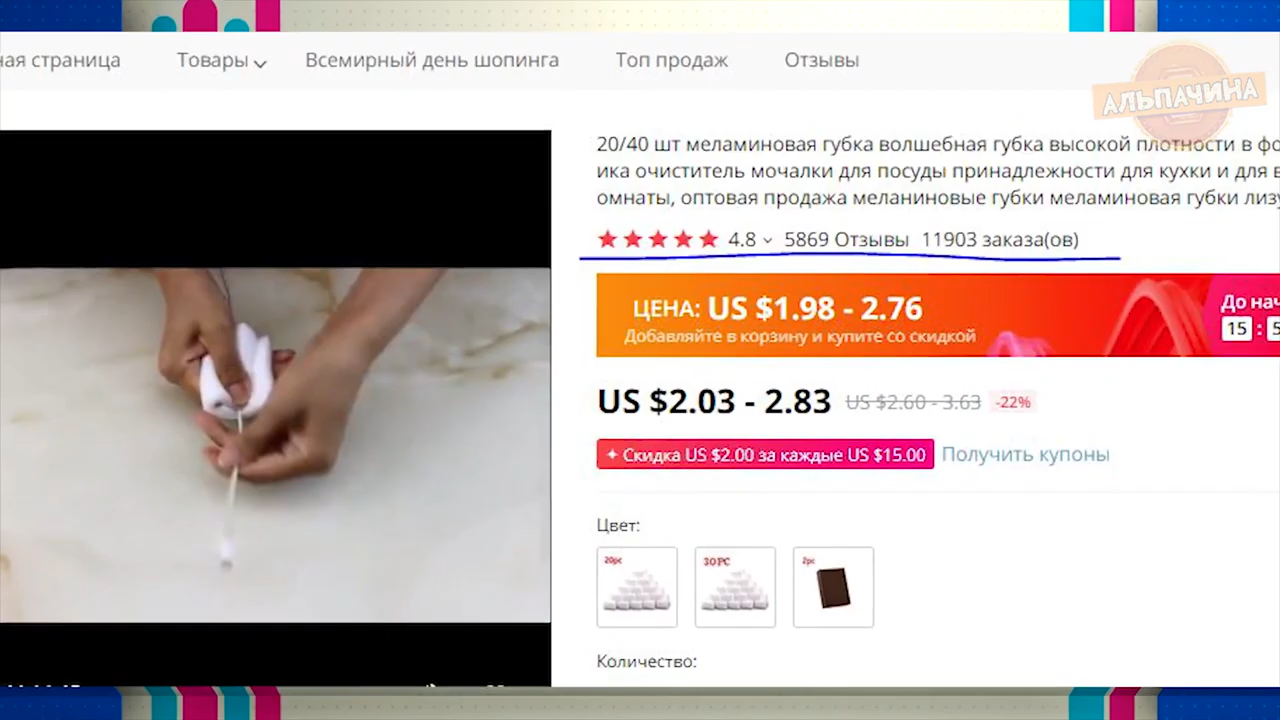 ная страница
Товары
Всемирный день шопинга
Топ продаж
Отзывы
АЛЬПАЧИНА
20/40 шт меламиновая губка волшебная губка высокой плотности в фо
ика очиститель мочалки для посуды принадлежности для кухки и для в
омнаты, оптовая продажа меланиновые губки меламиновая губки лизу
4.8 5869 Отзывы 11903 заказа(ов)
ЦЕНА: US $1.98 - 2.76
Добавляйте в корзину и купите со скидкой
До нач
15 : 5
US $2.03 - 2.83 US $2.60 - 3.63 -22%
Скидка US $2.00 за каждые US $15.00 Получить купоны
Цвет:
20pc
30PC
2pc
Количество: